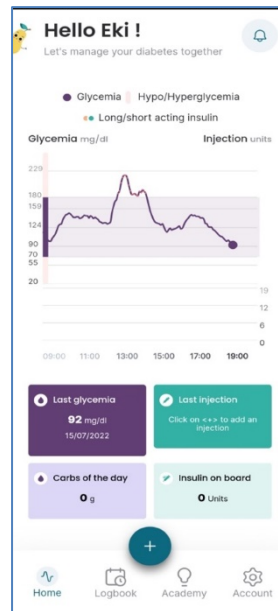 Hello Eki !
Let's manage your diabetes together
Glycemia Hypo/Hyperglycemia
Long/short acting insulin
Glycemia mg/dl Injection units
229
180
159
124
90
70
55
20
19
12
6
0
09:00 11:00 13:00 15:00 17:00 19:00
Last glycemia
92 mg/dl
15/07/2022
Last injection
Click on <+> to add an
injection
Carbs of the day
0 g
Insulin on board
0 Units
+
Home Logbook Academy Account